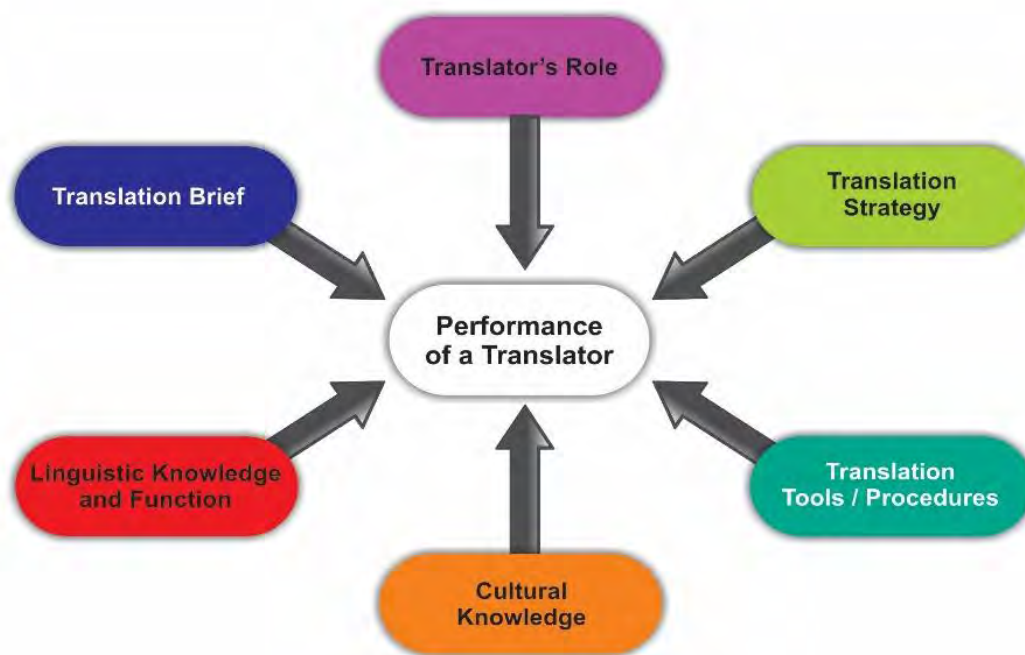 Translator’s Role
Translation Brief
Translation
Strategy
Performance
of a Translator
Linguistic Knowledge
and Function
Translation
Tools / Procedures
Cultural
Knowledge